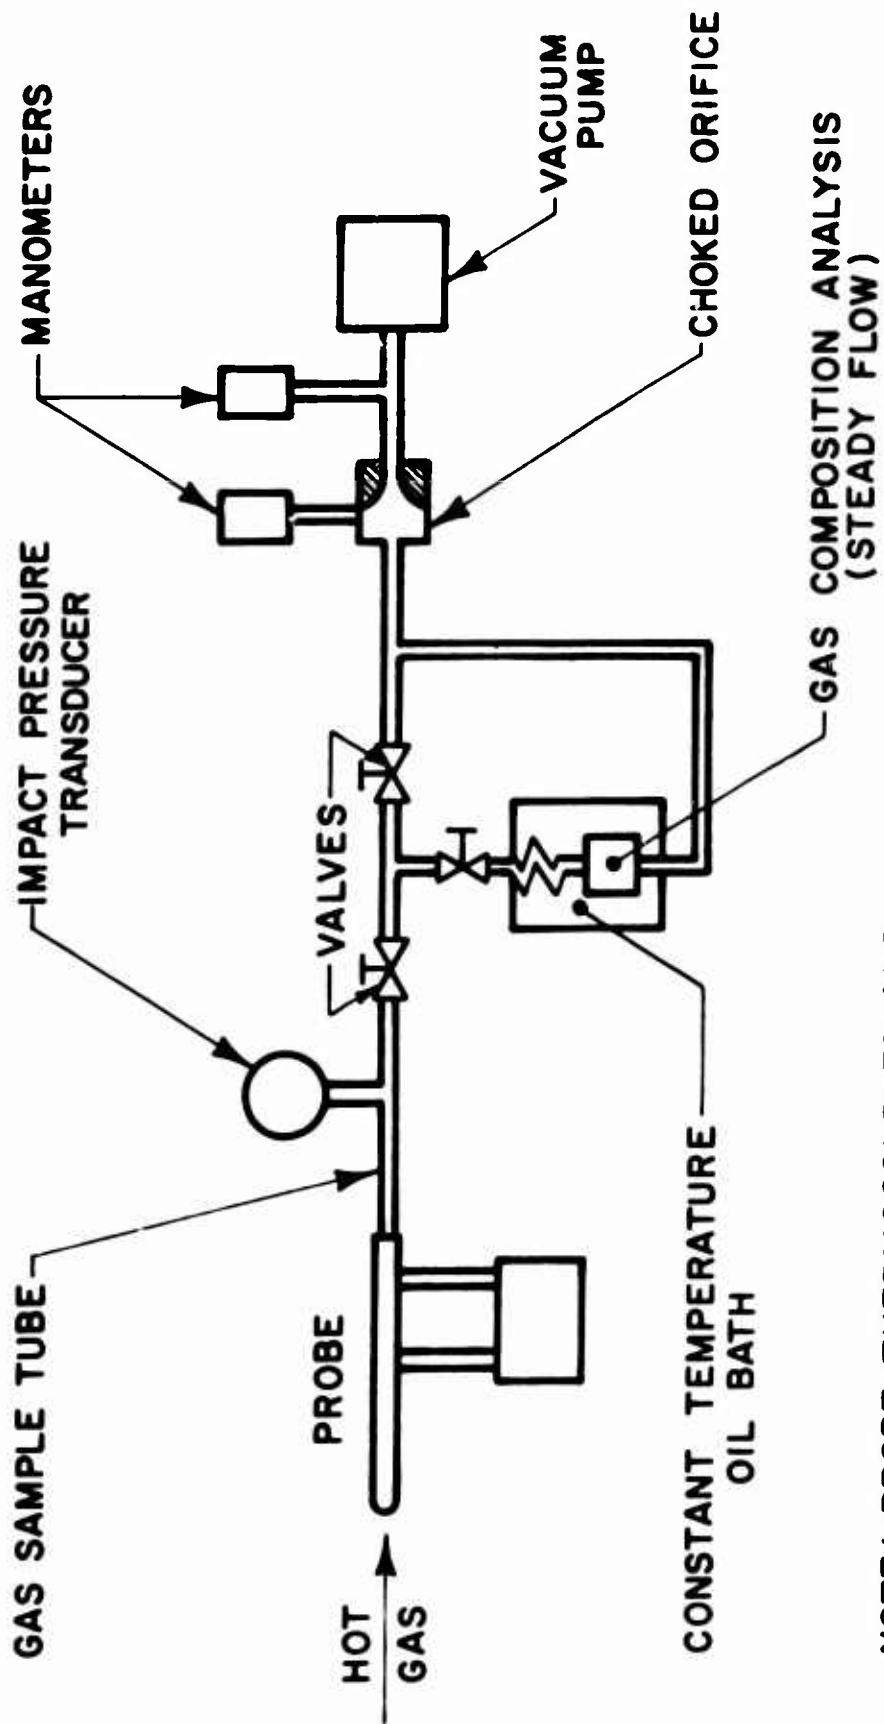 GAS SAMPLE TUBE
IMPACT PRESSURE
TRANSDUCER
MANOMETERS
PROBE
VALVES
HOT
GAS
VACUUM
PUMP
CHOKED ORIFICE
CONSTANT TEMPERATURE
OIL BATH
GAS COMPOSITION ANALYSIS
(STEADY FLOW)